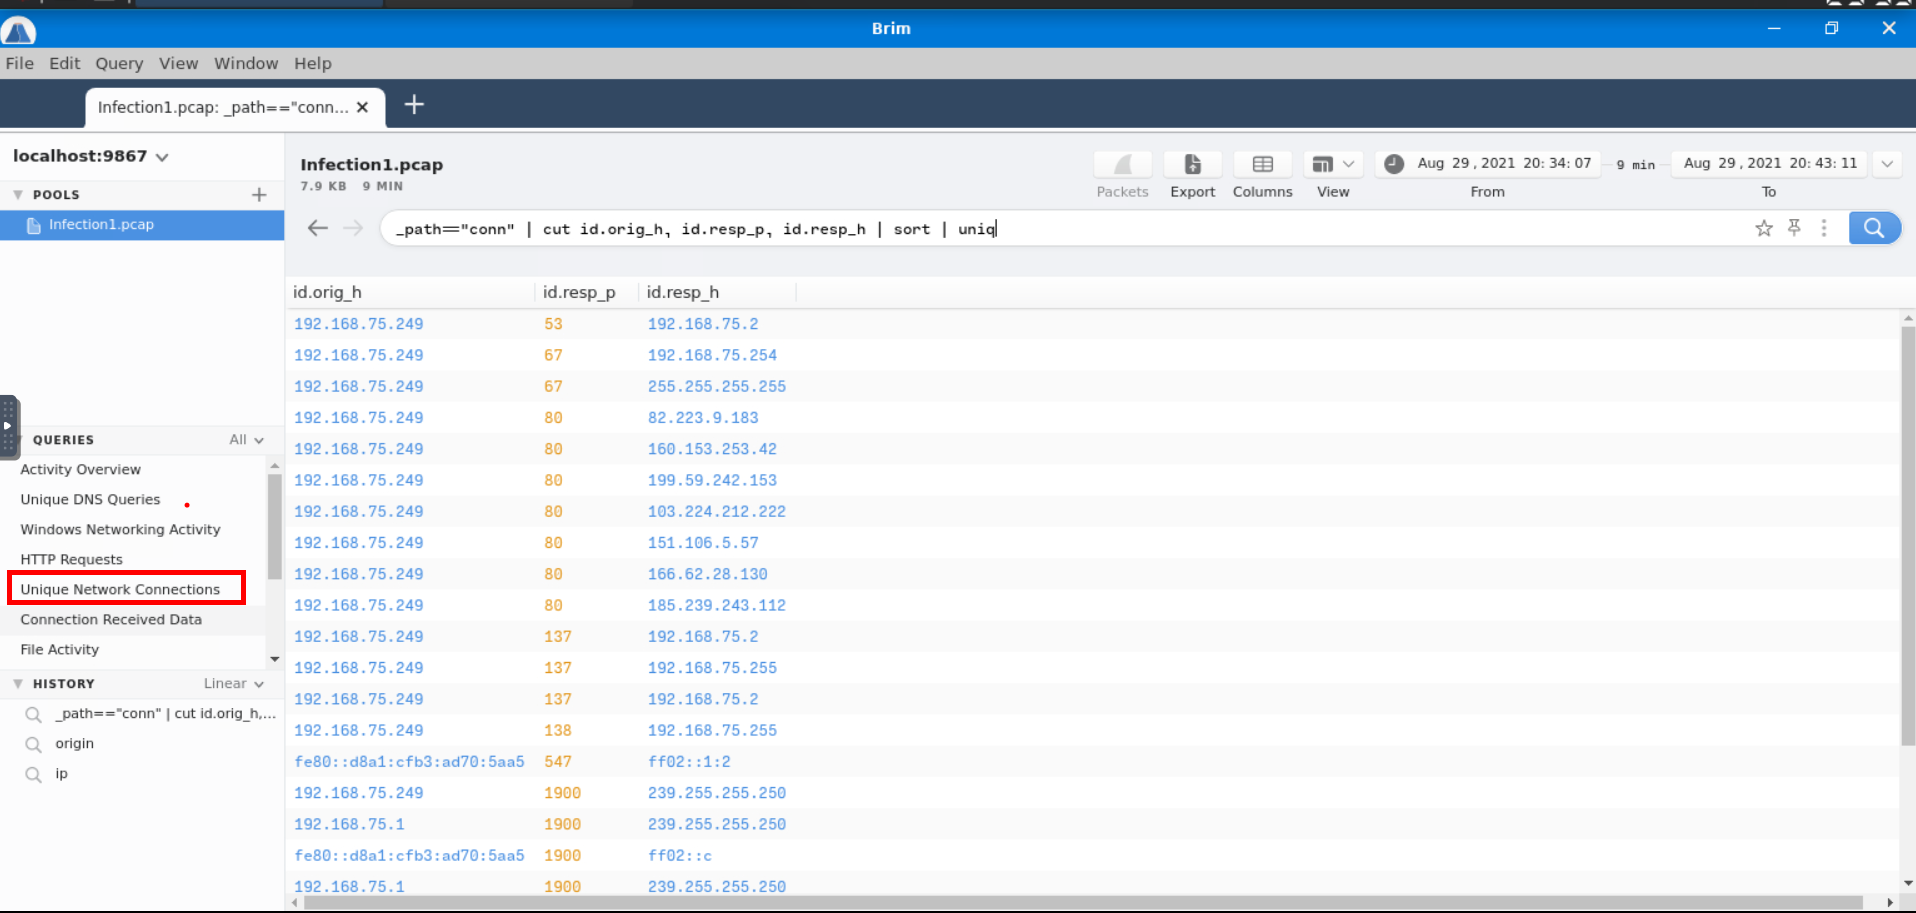 Brim
File Edit Query View Window Help
Infection1.pcap: _path=="conn... × +
localhost:9867
POOLS +
Infection1.pcap
QUERIES All
Activity Overview
Unique DNS Queries
Windows Networking Activity
HTTP Requests
Unique Network Connections
Connection Received Data
File Activity
HISTORY Linear
_path=="conn" | cut id.orig_h,...
origin
ip
Infection1.pcap
7.9 KB 9 MIN
Packets Export Columns View
Aug 29, 2021 20:34:07 9 min Aug 29, 2021 20:43:11
From To
_path=="conn" | cut id.orig_h, id.resp_p, id.resp_h | sort | uniq
id.orig_h id.resp_p id.resp_h
192.168.75.249 53 192.168.75.2
192.168.75.249 67 192.168.75.254
192.168.75.249 67 255.255.255.255
192.168.75.249 80 82.223.9.183
192.168.75.249 80 160.153.253.42
192.168.75.249 80 199.59.242.153
192.168.75.249 80 103.224.212.222
192.168.75.249 80 151.106.5.57
192.168.75.249 80 166.62.28.130
192.168.75.249 80 185.239.243.112
192.168.75.249 137 192.168.75.2
192.168.75.249 137 192.168.75.255
192.168.75.249 137 192.168.75.2
192.168.75.249 138 192.168.75.255
fe80::d8a1:cfb3:ad70:5aa5 547 ff02::1:2
192.168.75.249 1900 239.255.255.250
192.168.75.1 1900 239.255.255.250
fe80::d8a1:cfb3:ad70:5aa5 1900 ff02::c
192.168.75.1 1900 239.255.255.250